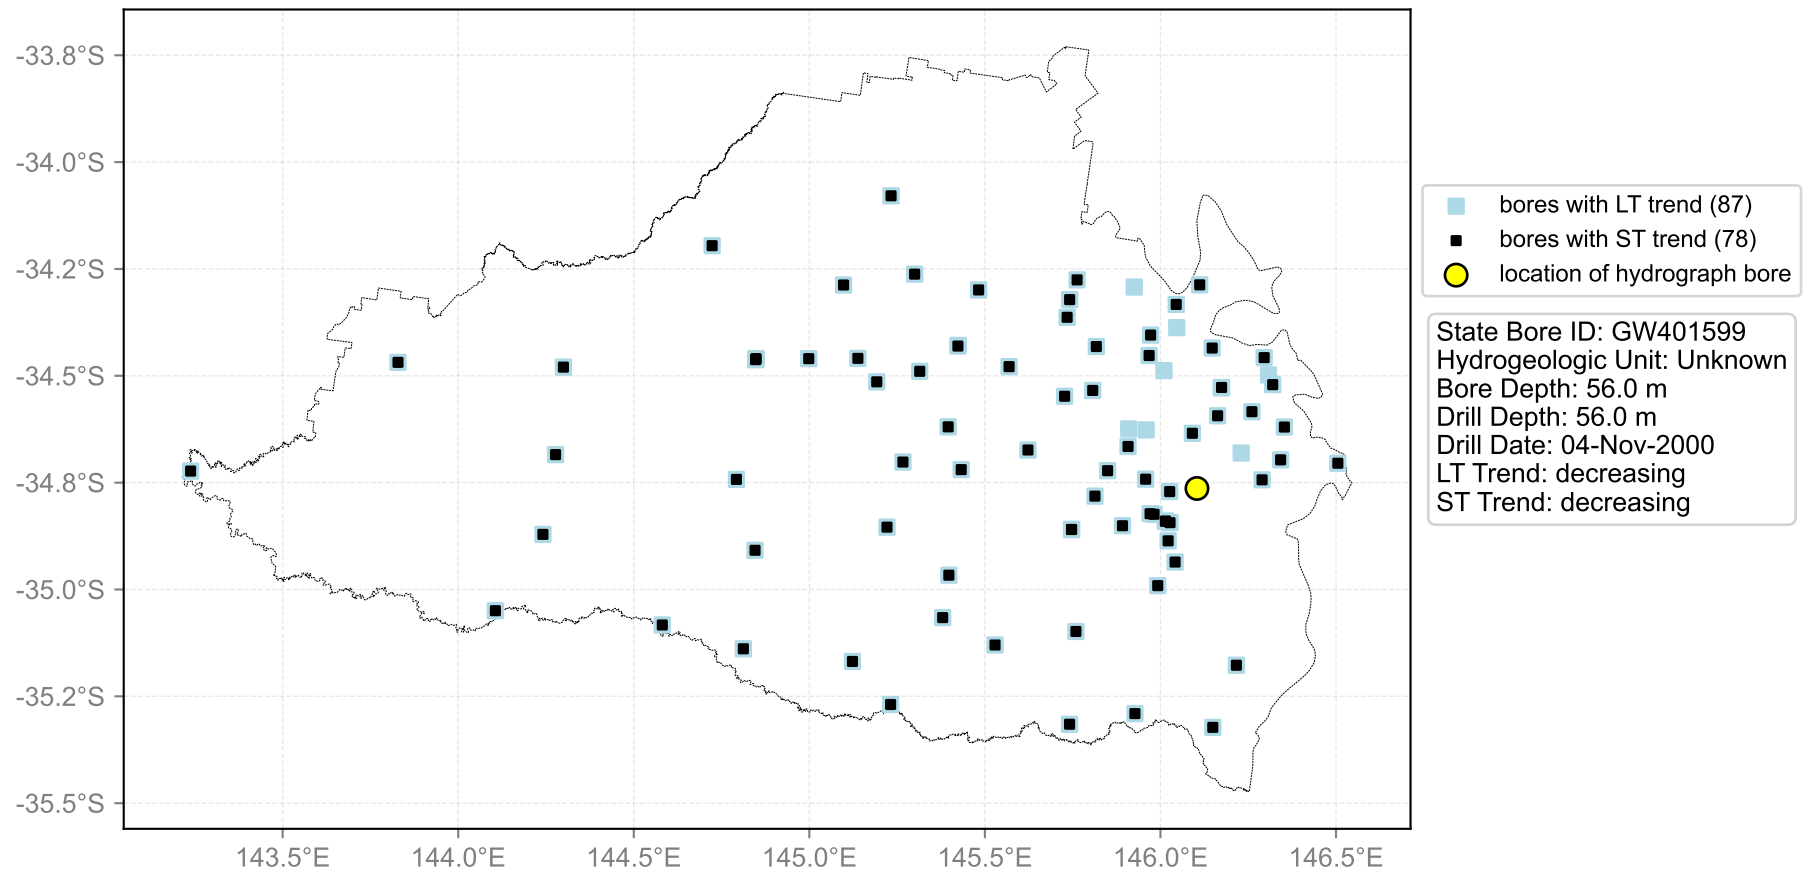 -33.8°S
-34.0°S
-34.2°S
-34.5°S
-34.8°S
-35.0°S
-35.2°S
-35.5°S
143.5°E
144.0°E
144.5°E
145.0°E
145.5°E
146.0°E
146.5°E
bores with LT trend (87)
bores with ST trend (78)
location of hydrograph bore
State Bore ID: GW401599
Hydrogeologic Unit: Unknown
Bore Depth: 56.0 m
Drill Depth: 56.0 m
Drill Date: 04-Nov-2000
LT Trend: decreasing
ST Trend: decreasing